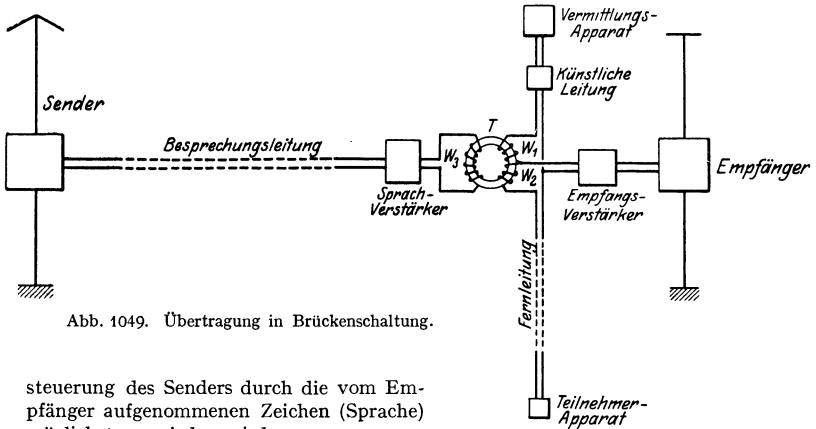 Vermittlungs-
Apparat
Künstliche
Leitung
Sender
Besprechungsleitung
T
W3
W1
W2
Sprach-
Verstärker
Empfangs-
Verstärker
Empfänger
Fernleitung
Teilnehmer-
Apparat
Abb. 1049. Übertragung in Brückenschaltung.
steuerung des Senders durch die vom Em-
pfänger aufgenommenen Zeichen (Sprache)